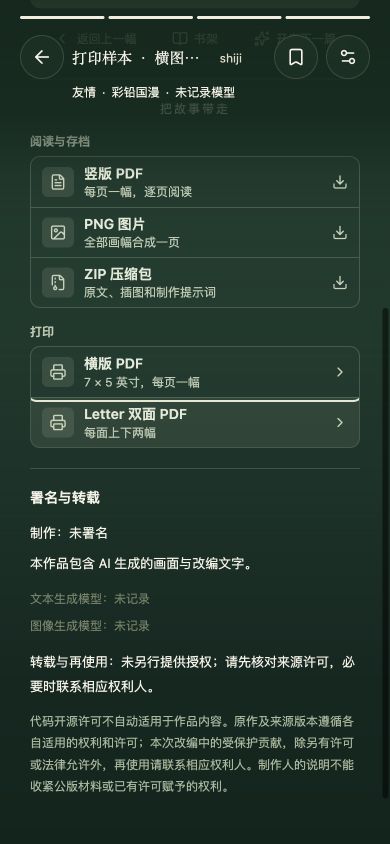 返回上一幅 书架
打印样本 · 横图… shiji
友情 · 彩铅国漫 · 未记录模型
把故事带走
阅读与存档
竖版 PDF
每页一幅，逐页阅读
PNG 图片
全部画幅合成一页
ZIP 压缩包
原文、插图和制作提示词
打印
横版 PDF
7 × 5 英寸，每页一幅
Letter 双面 PDF
每面上下两幅
署名与转载
制作：未署名
本作品包含 AI 生成的画面与改编文字。
文本生成模型：未记录
图像生成模型：未记录
转载与再使用：未另行提供授权；请先核对来源许可，必
要时联系相应权利人。
代码开源许可不自动适用于作品内容。原作及来源版本遵循各
自适用的权利和许可；本次改编中的受保护贡献，除另有许可
或法律允许外，再使用请联系相应权利人。制作人的说明不能
收紧公版材料或已有许可赋予的权利。